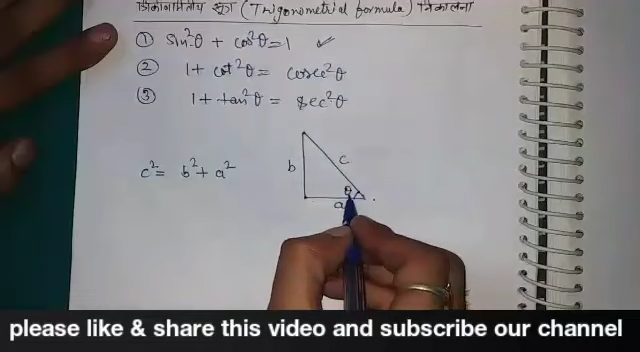 त्रिकोणमितीय सूत्र (Trigonometrial formula) निकालना
① sin²θ + cos²θ = 1 ✓
② 1 + cot²θ = cosec²θ
③ 1 + tan²θ = sec²θ
c² = b² + a²
b
c
θ
a
please like & share this video and subscribe our channel